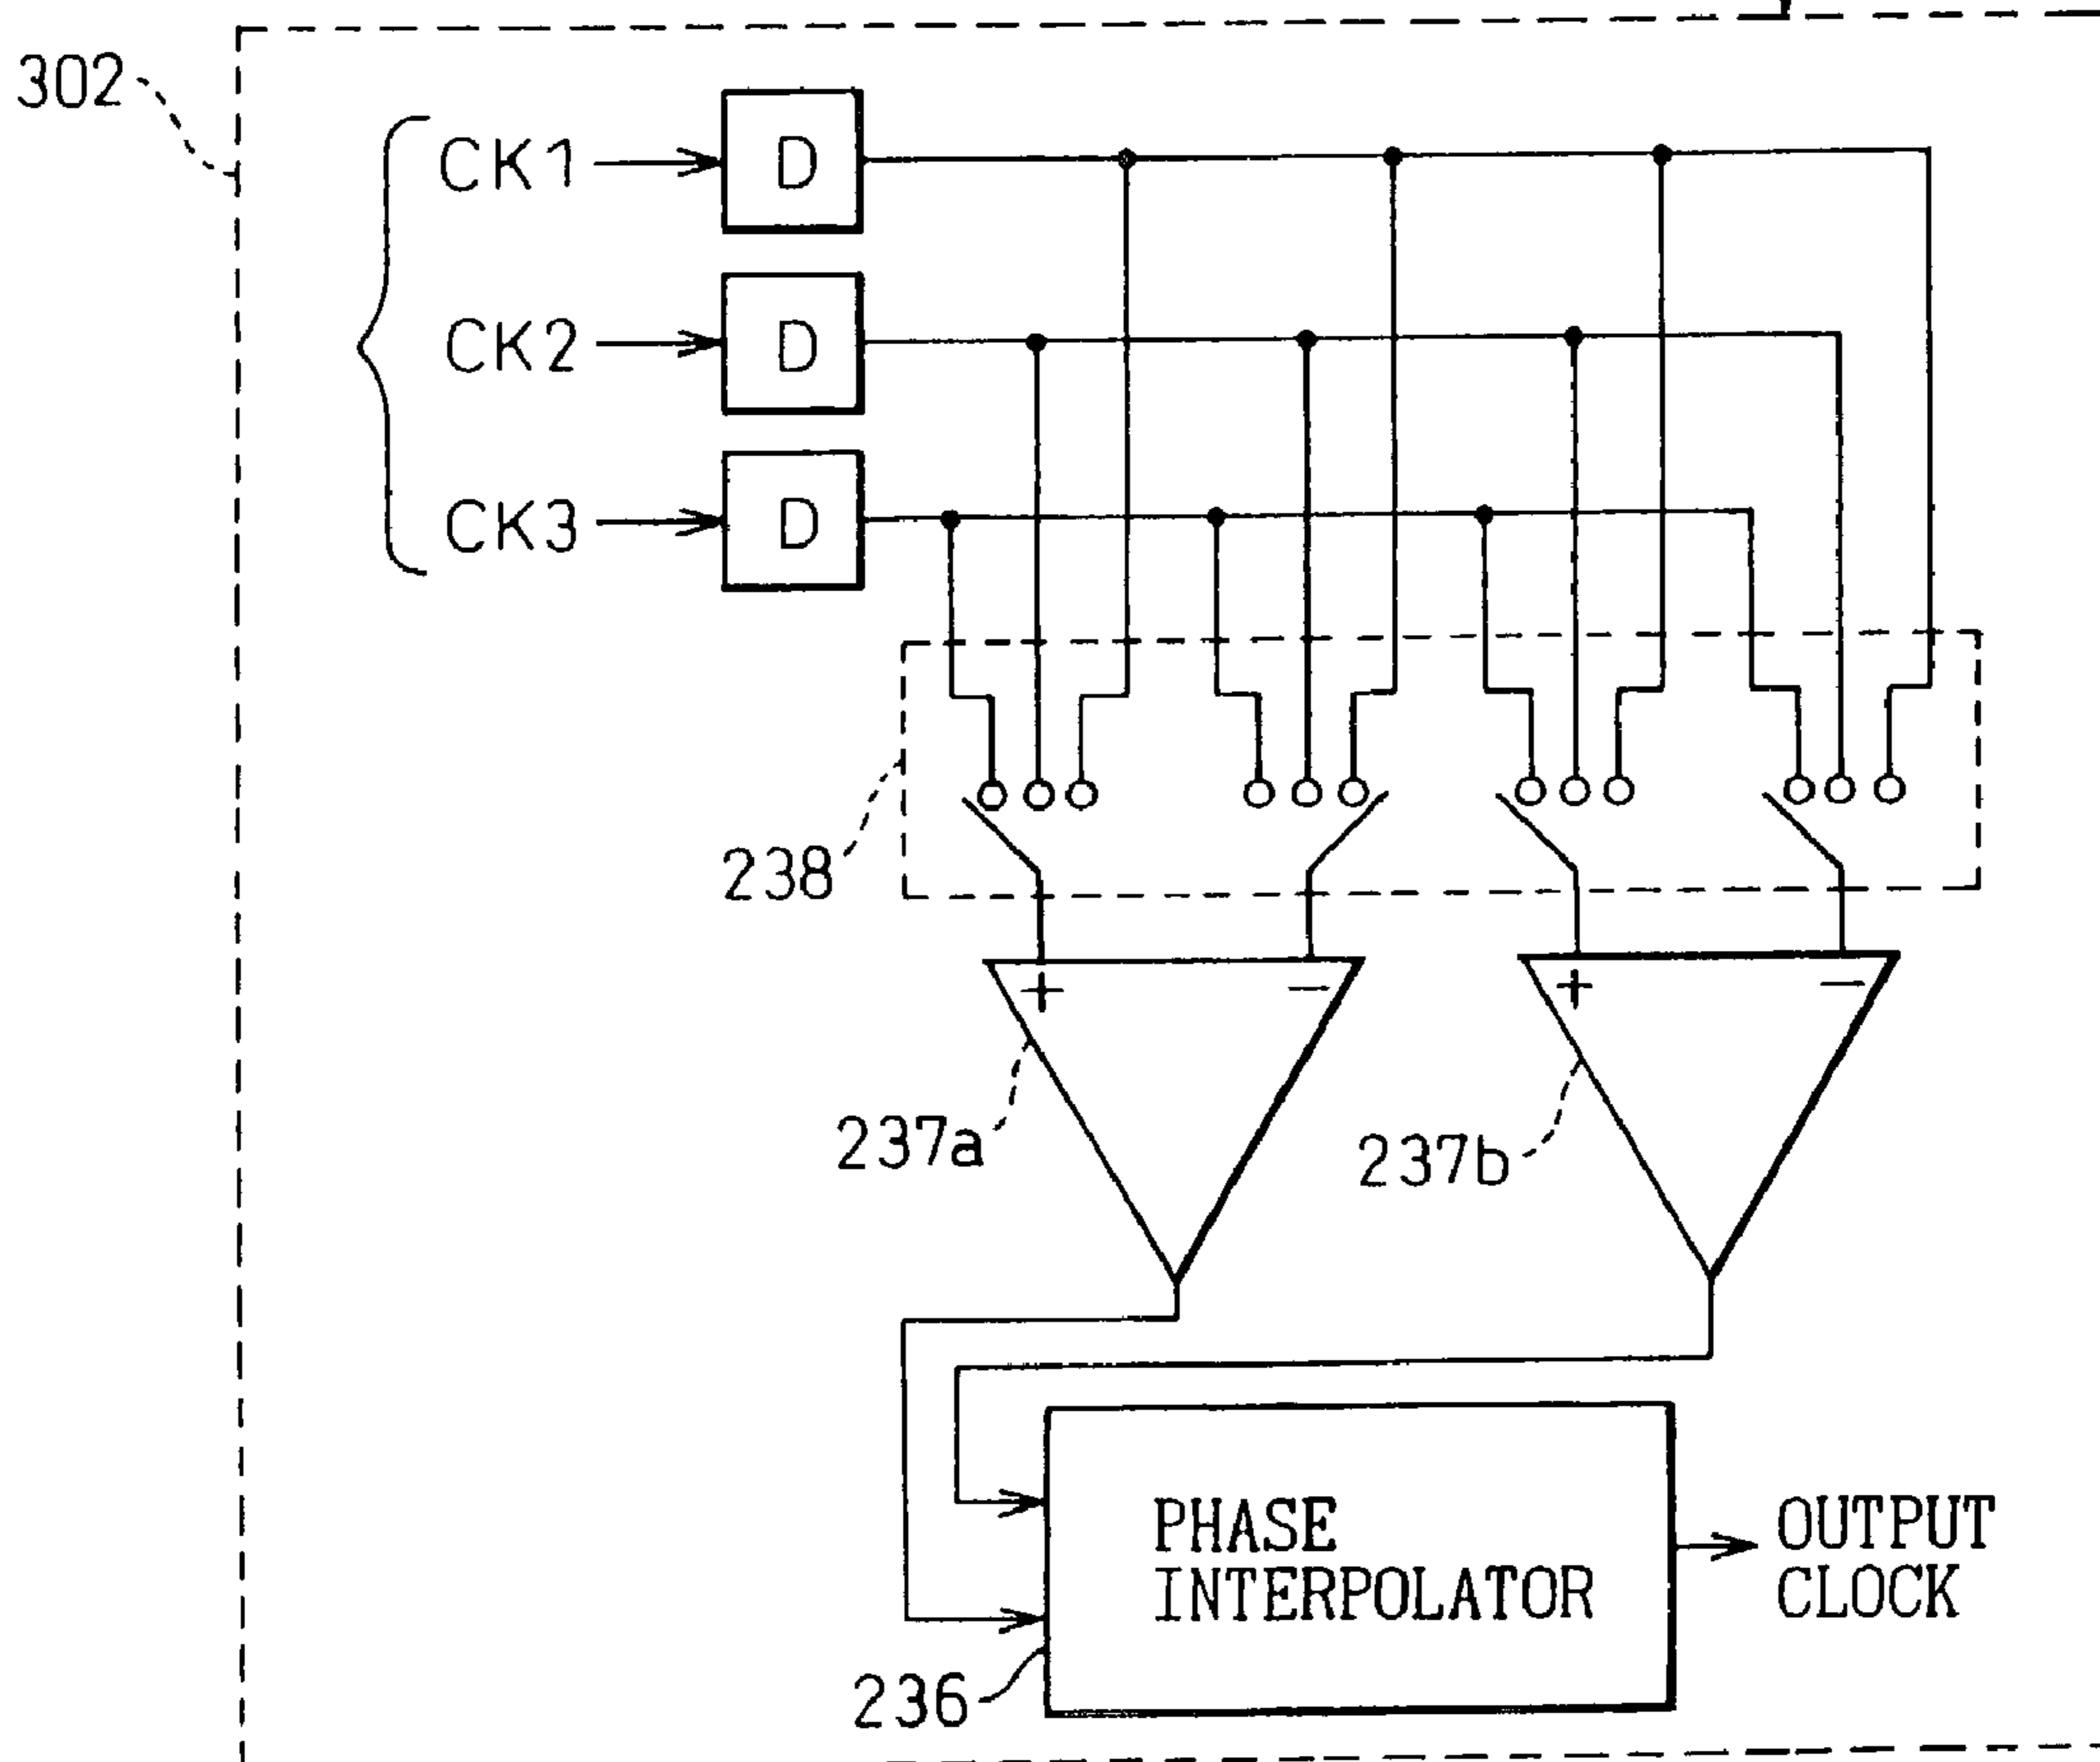 302
CK1
D
CK2
D
CK3
D
238
+
−
+
−
237a
237b
PHASE
INTERPOLATOR
OUTPUT
CLOCK
236